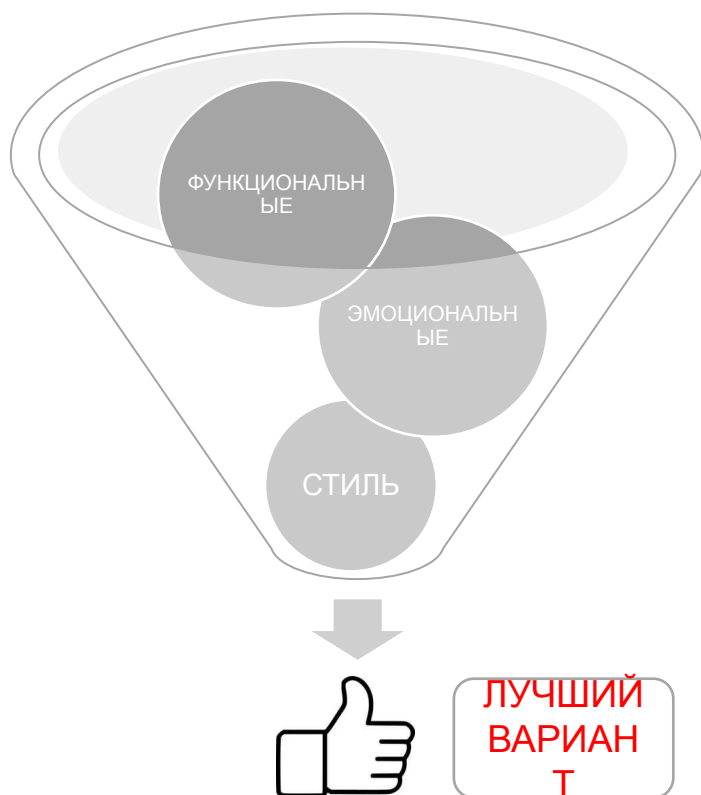 ФУНКЦИОНАЛЬН
ЫЕ
ЭМОЦИОНАЛЬН
ЫЕ
СТИЛЬ
ЛУЧШИЙ
ВАРИАН
Т